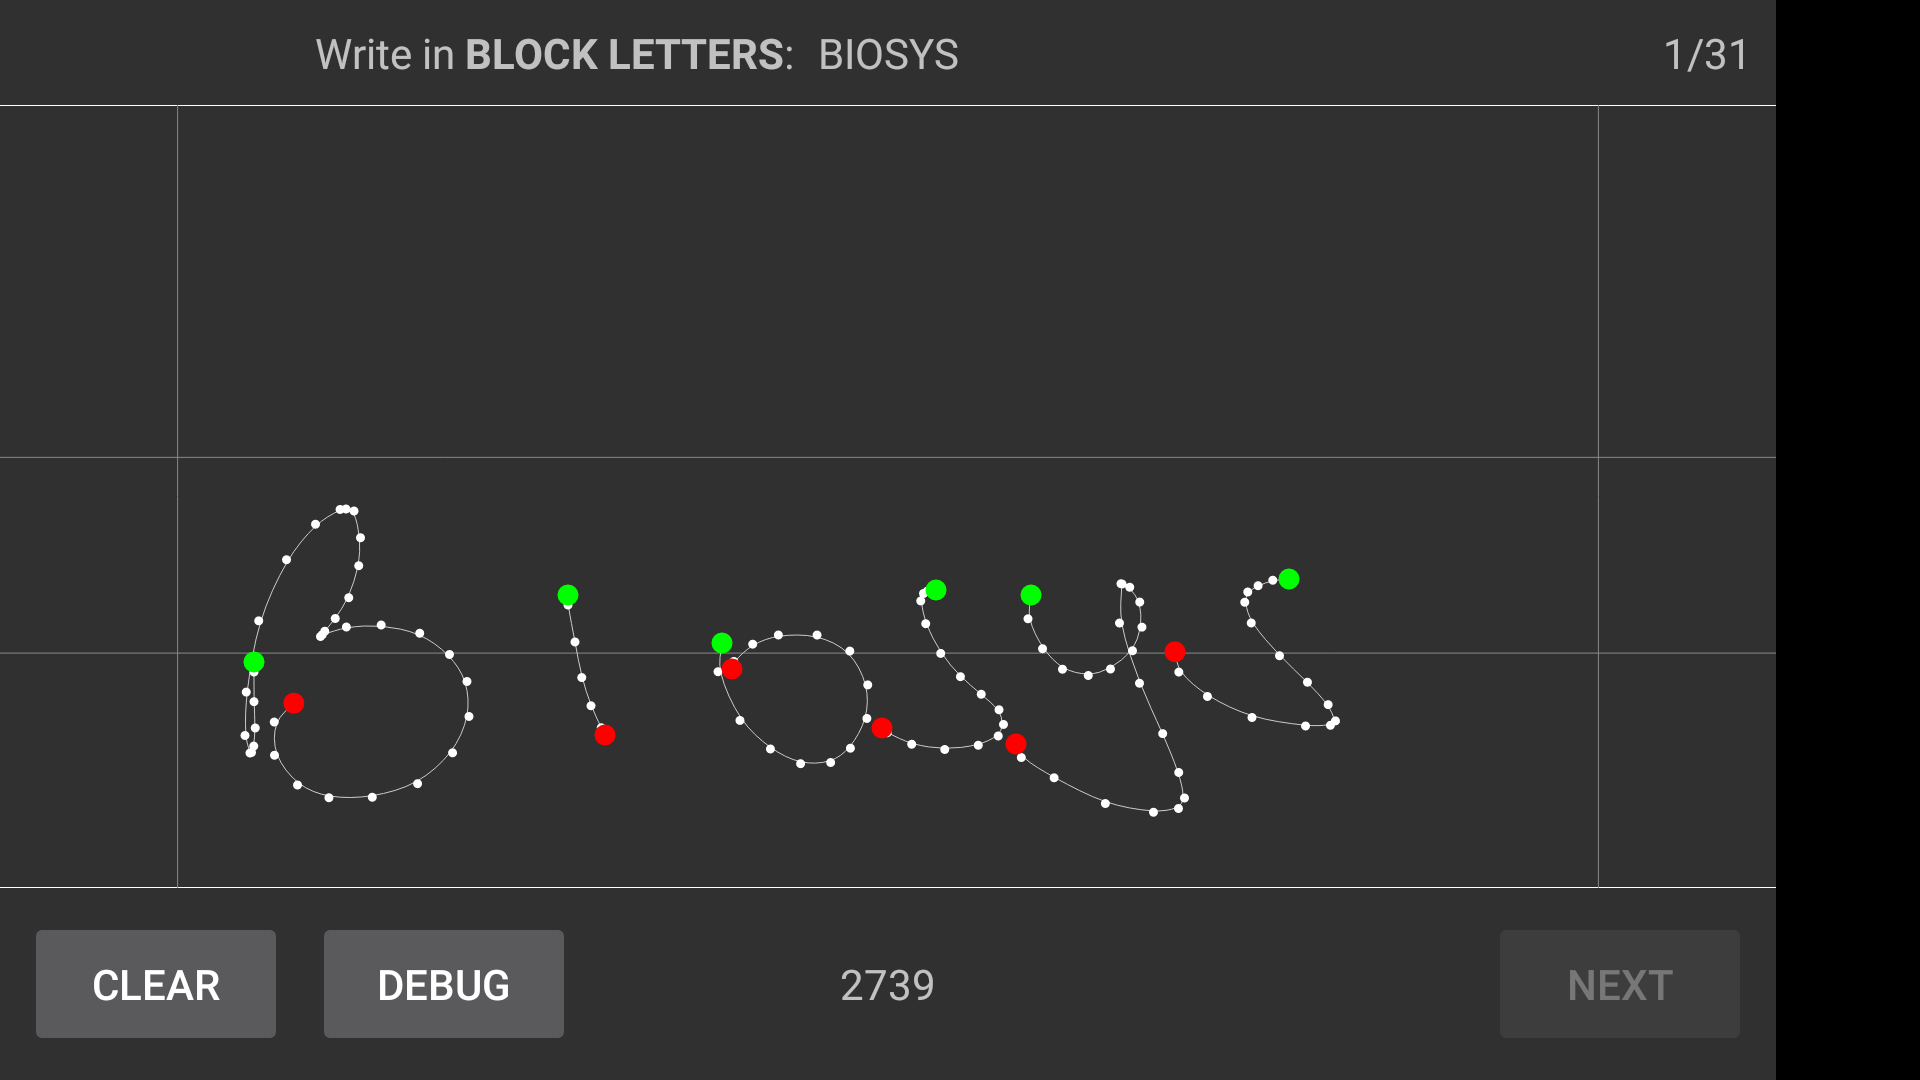 Write in BLOCK LETTERS: BIOSYS 1/31
BIOSYS
CLEAR DEBUG 2739 NEXT